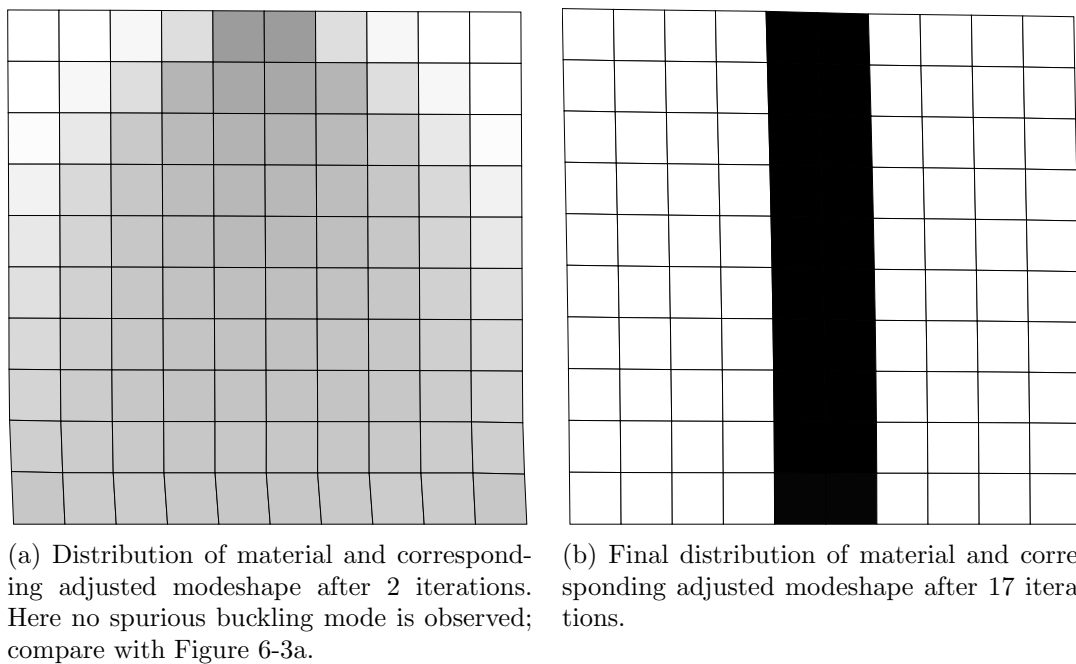 (a) Distribution of material and correspond-
ing adjusted modeshape after 2 iterations.
Here no spurious buckling mode is observed;
compare with Figure 6-3a.
(b) Final distribution of material and corre-
sponding adjusted modeshape after 17 itera-
tions.